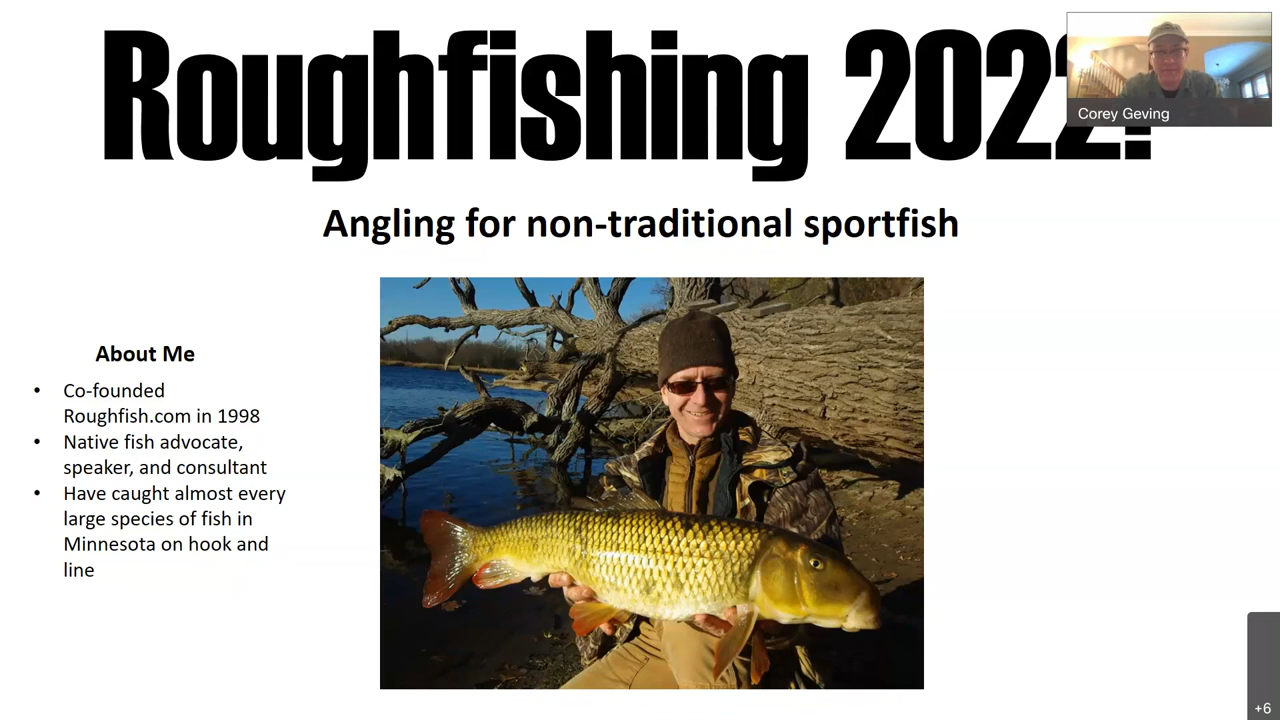 Roughfishing 2022!
Corey Geving
Angling for non-traditional sportfish
About Me
• Co-founded
Roughfish.com in 1998
• Native fish advocate,
speaker, and consultant
• Have caught almost every
large species of fish in
Minnesota on hook and
line
+6